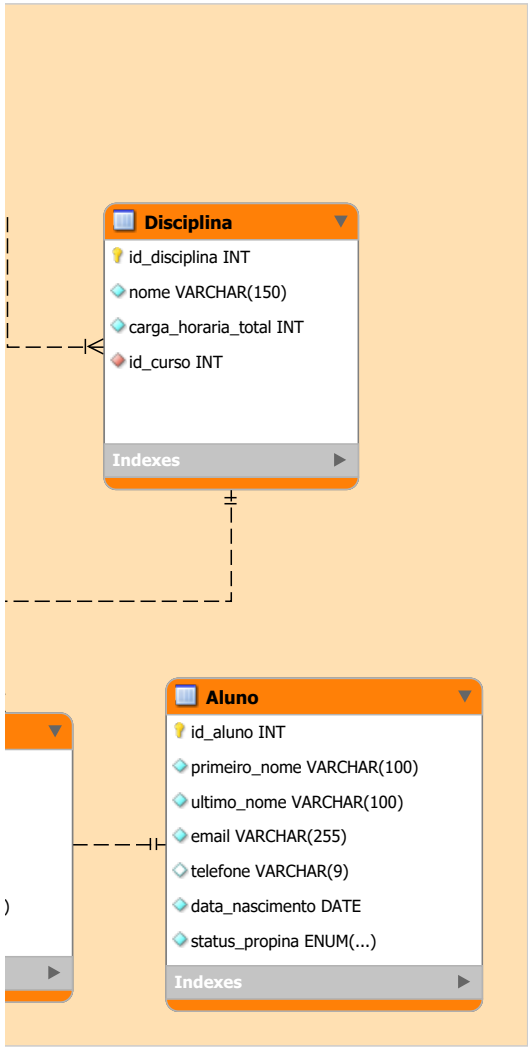 Disciplina
id_disciplina INT
nome VARCHAR(150)
carga_horaria_total INT
id_curso INT
Indexes
Aluno
id_aluno INT
primeiro_nome VARCHAR(100)
ultimo_nome VARCHAR(100)
email VARCHAR(255)
telefone VARCHAR(9)
data_nascimento DATE
status_propina ENUM(...)
Indexes
)